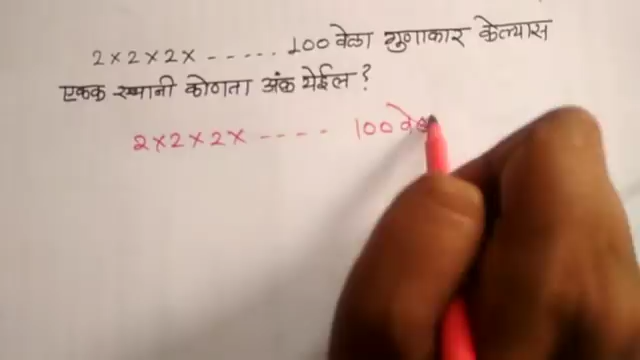 2 × 2 × 2 × - - - - - - 100 वेळा गुणाकार केल्यास
एकक स्थानी कोणता अंक येईल ?
2 × 2 × 2 × - - - - 100 वे